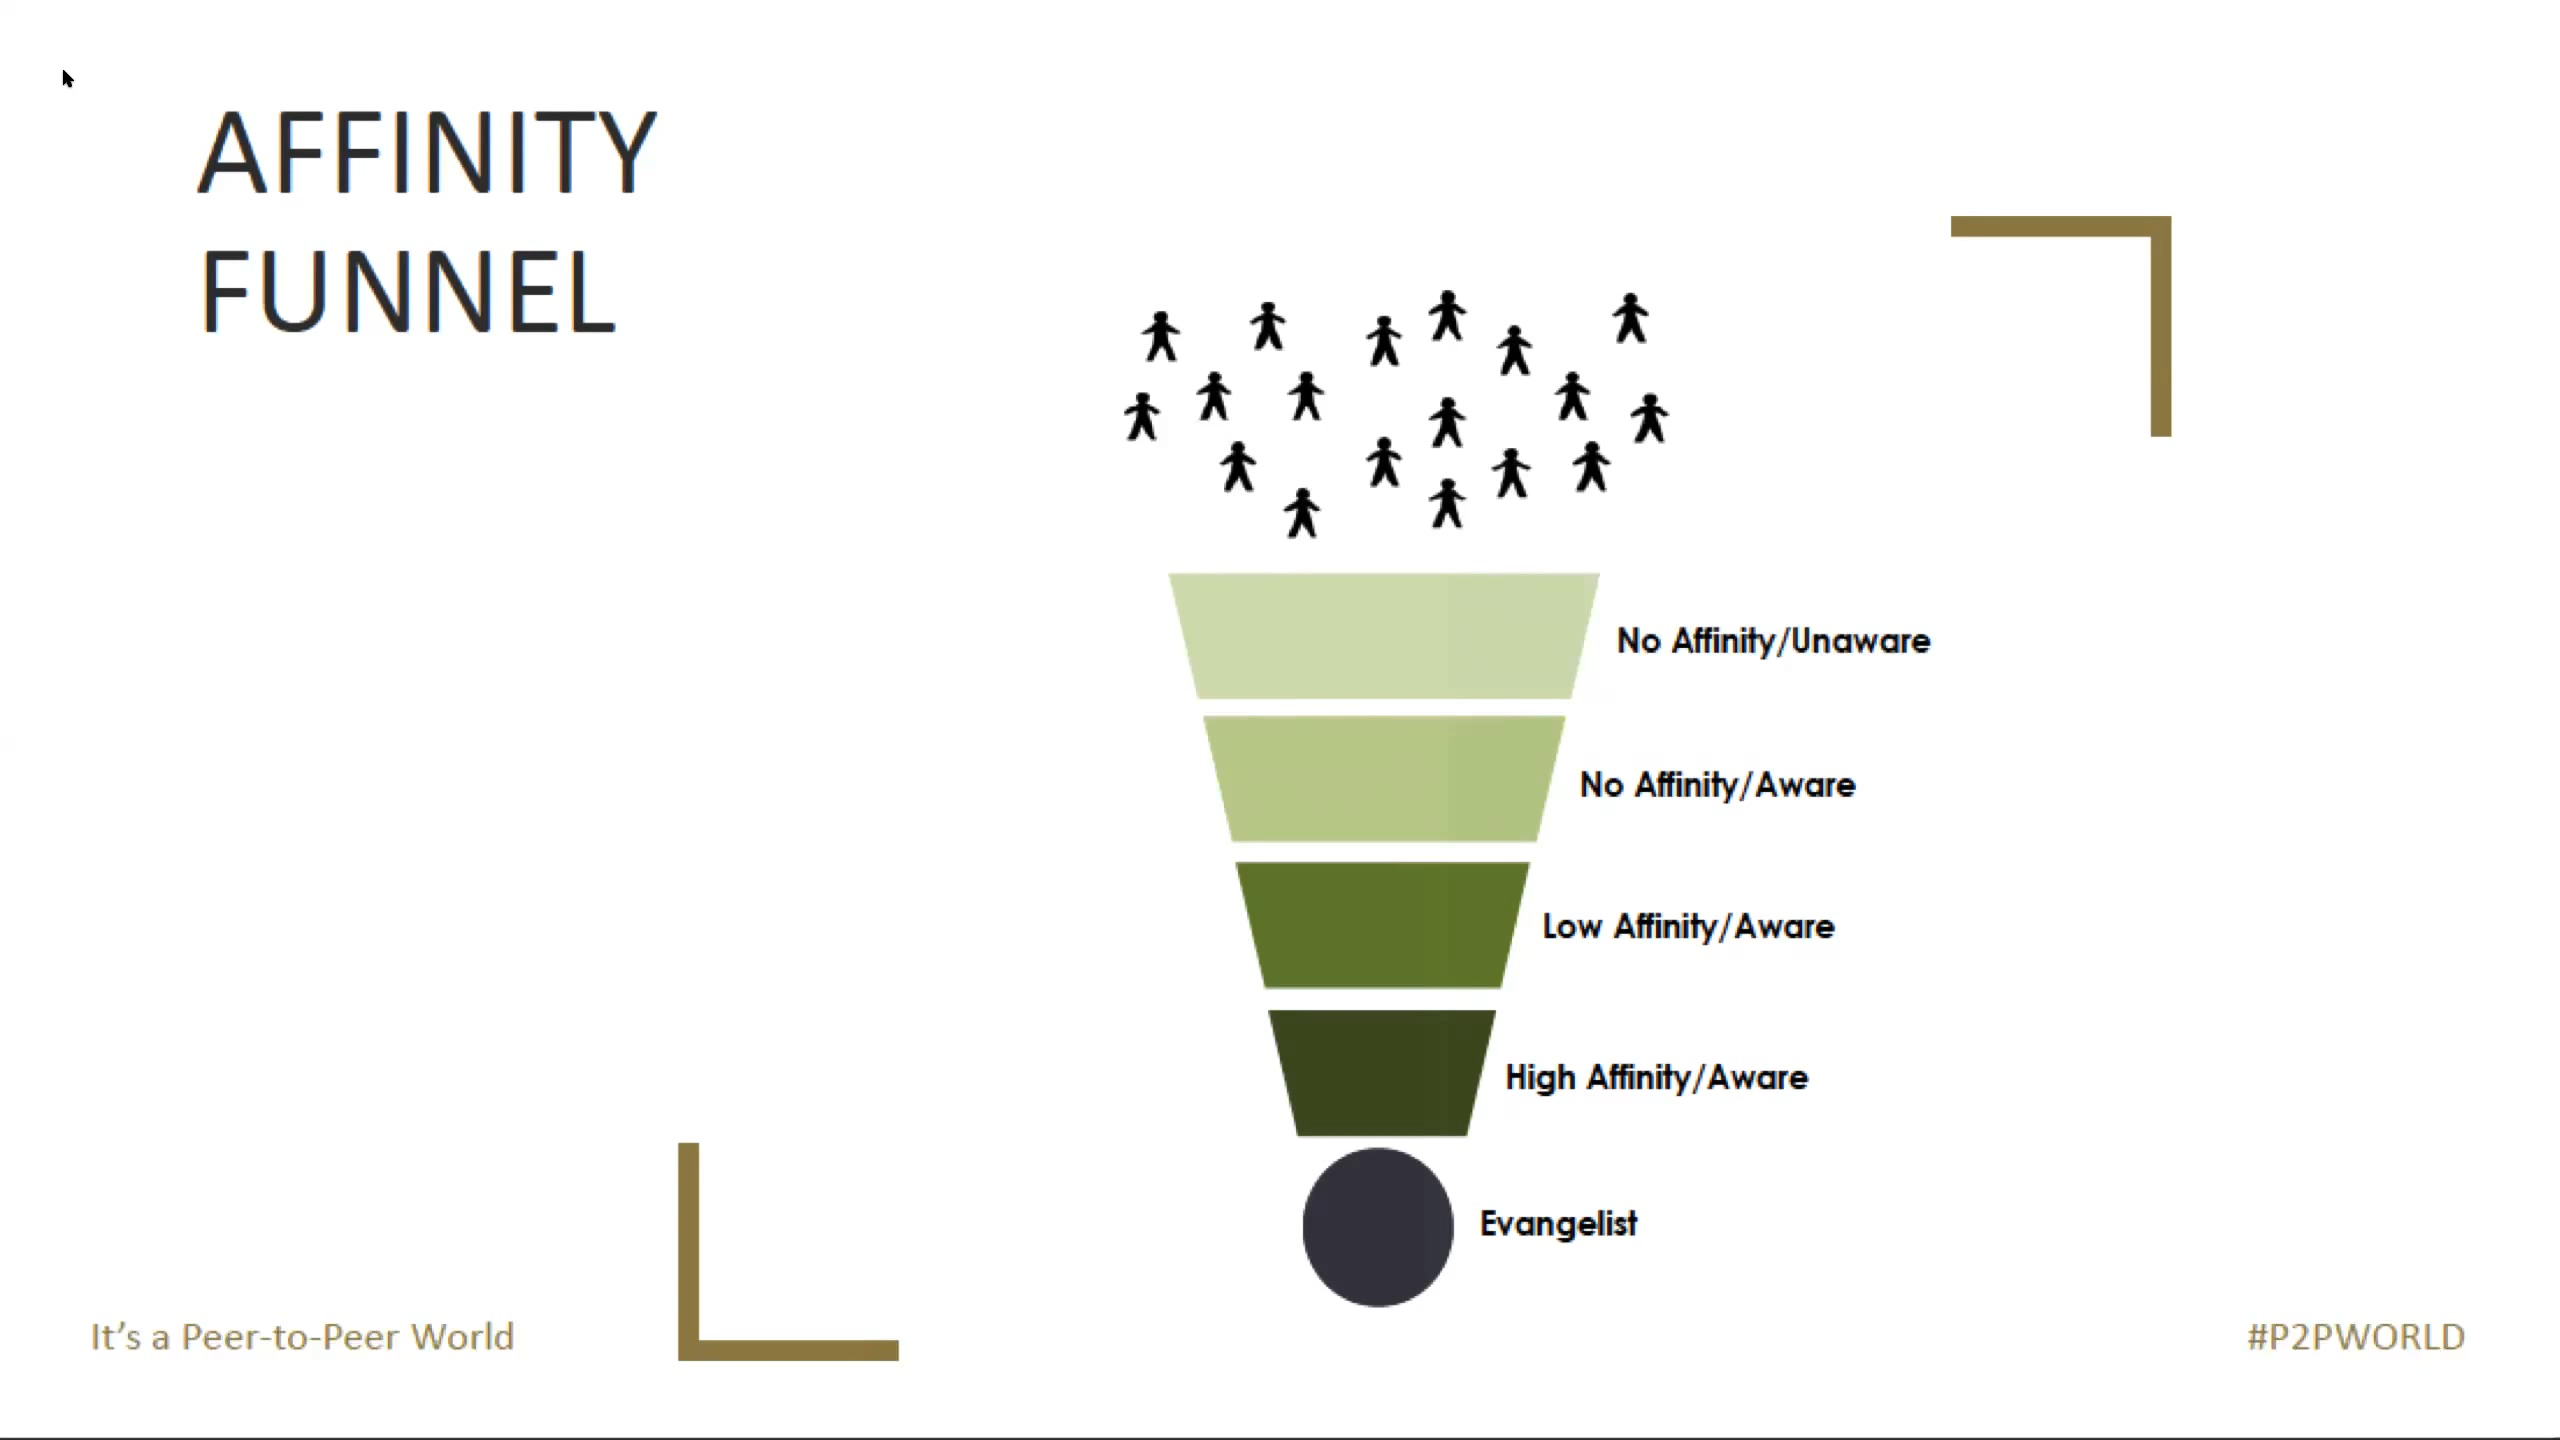 AFFINITY
FUNNEL
No Affinity/Unaware
No Affinity/Aware
Low Affinity/Aware
High Affinity/Aware
Evangelist
It’s a Peer-to-Peer World
#P2PWORLD